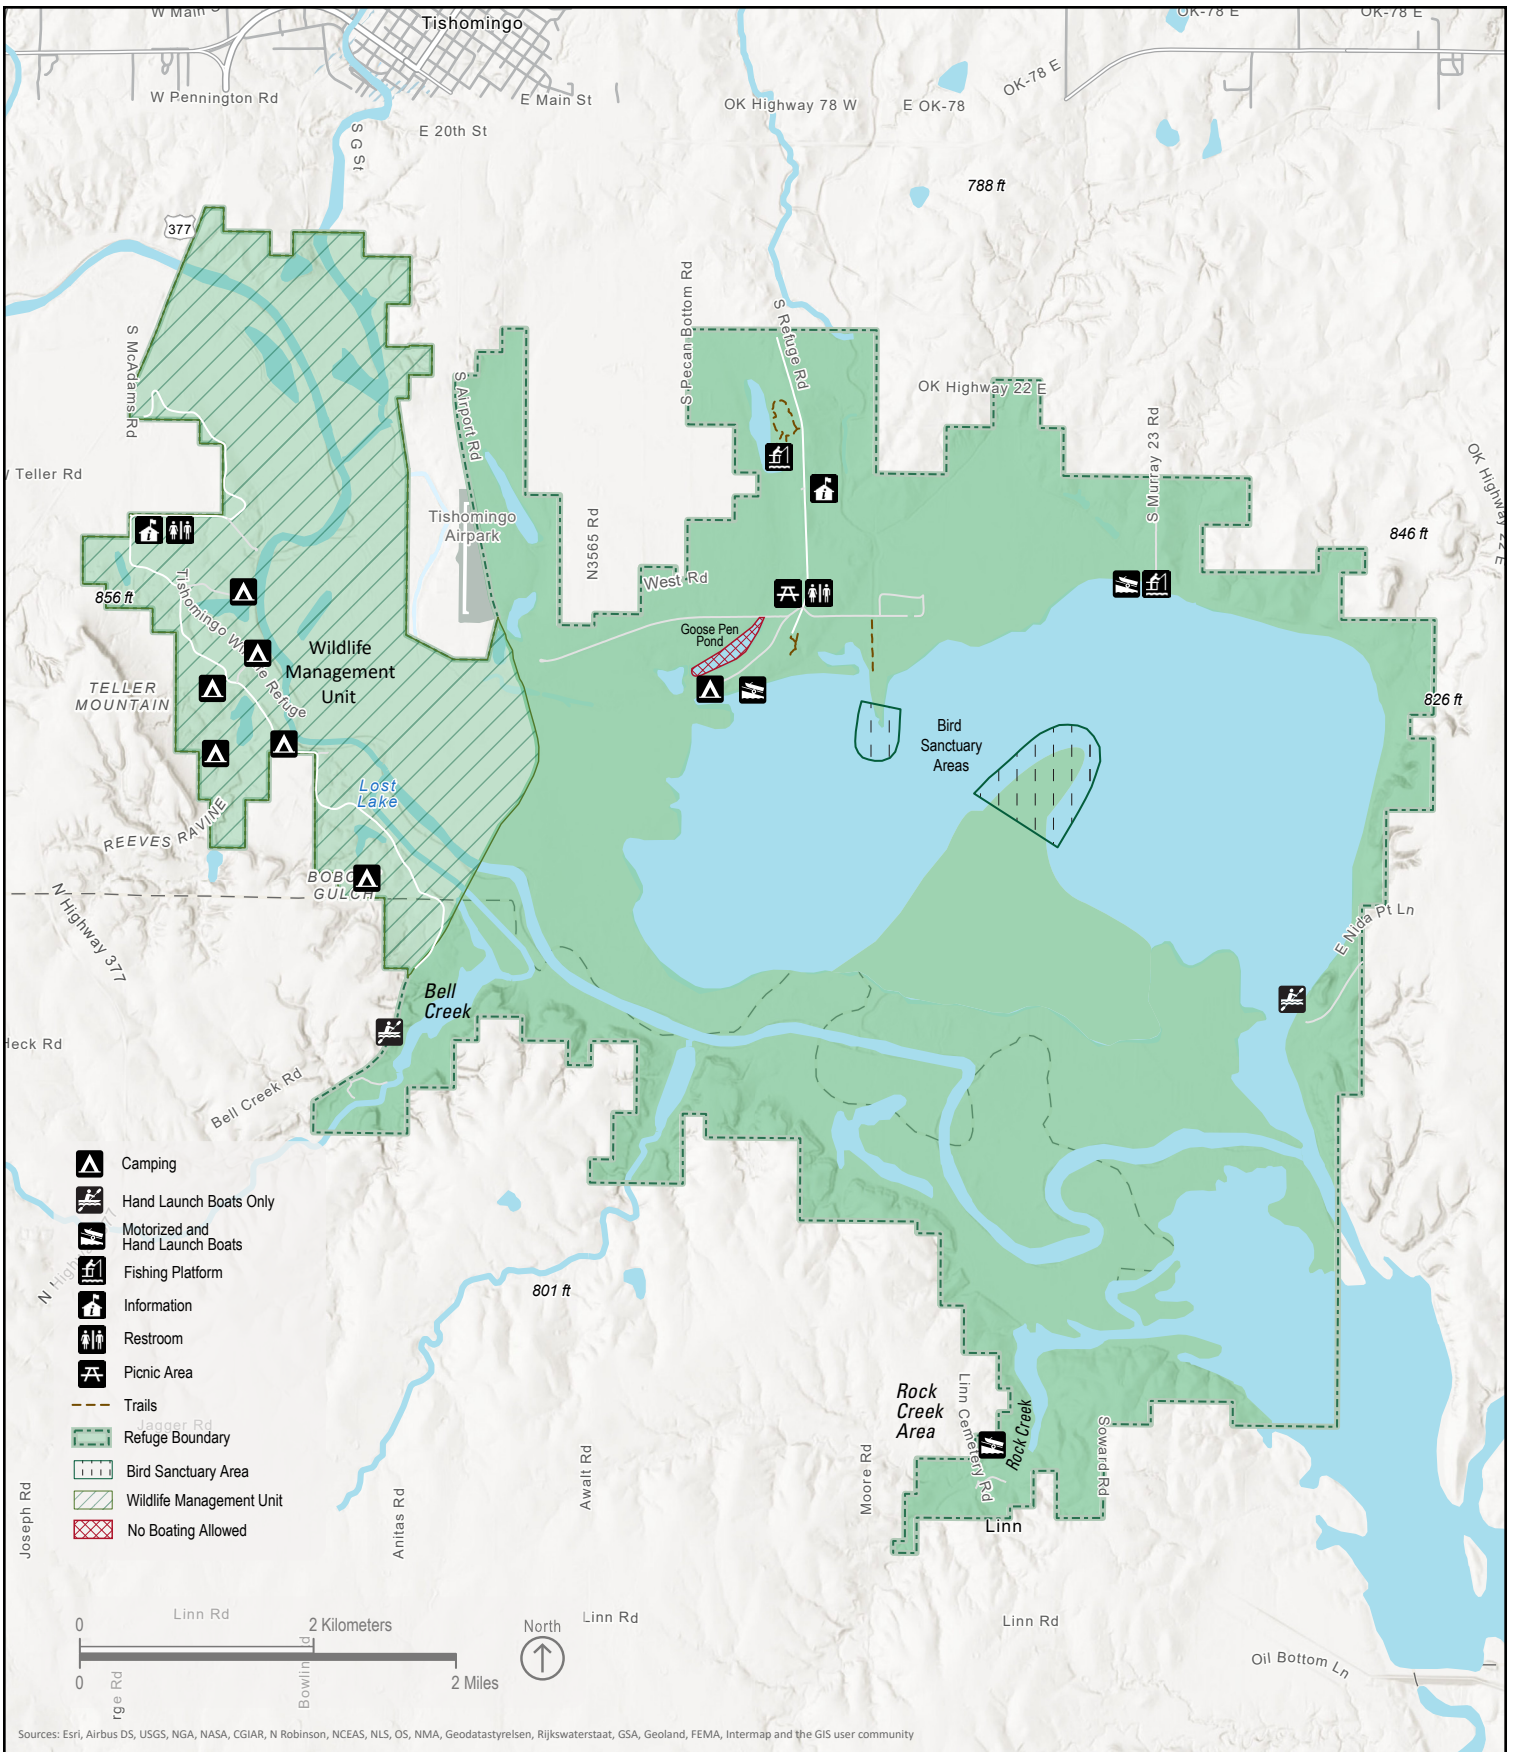 W Main S
Tishomingo
OK-78 E
OK-78 E
OK-78 E
W Pennington Rd
E Main St
OK Highway 78 W
E OK-78
E 20th St
S G St
788 ft
377
S Pecan Bottom Rd
S Refuge Rd
S McAdams Rd
S Airport Rd
OK Highway 22 E
S Murray 23 Rd
OK Highway 22 E
Teller Rd
Tishomingo
Airpark
N3565 Rd
846 ft
West Rd
856 ft
Tishomingo Wildlife Refuge
Goose Pen
Pond
Wildlife
Management
Unit
TELLER
MOUNTAIN
826 ft
Bird
Sanctuary
Areas
Lost
Lake
REEVES RAVINE
BOBC
GULCH
N Highway 377
E Nida Pt Ln
Bell
Creek
Heck Rd
Bell Creek Rd
Camping
Hand Launch Boats Only
Motorized and
Hand Launch Boats
N Highway 377
Fishing Platform
801 ft
Information
Restroom
Picnic Area
Trails
Jagger Rd
Refuge Boundary
Bird Sanctuary Area
Wildlife Management Unit
No Boating Allowed
Rock
Creek
Area
Linn Cemetery Rd
Rock Creek
Soward Rd
Moore Rd
Awalt Rd
Anitas Rd
Joseph Rd
Linn
Linn Rd
Linn Rd
Linn Rd
0
2 Kilometers
North
0
2 Miles
rge Rd
Bowlin Rd
Oil Bottom Ln
Sources: Esri, Airbus DS, USGS, NGA, NASA, CGIAR, N Robinson, NCEAS, NLS, OS, NMA, Geodatastyrelsen, Rijkswaterstaat, GSA, Geoland, FEMA, Intermap and the GIS user community